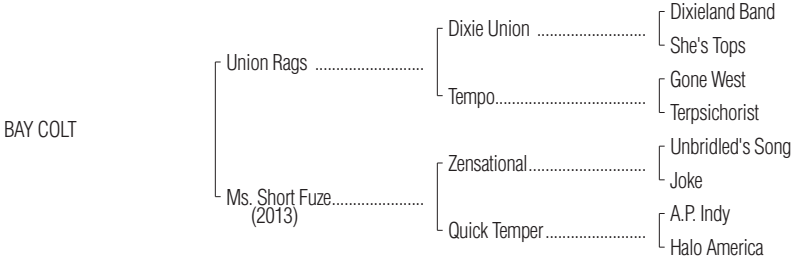 Dixieland Band
Dixie Union ..........................
She's Tops
Union Rags ..........................
Gone West
Tempo....................................
Terpsichorist
BAY COLT
Unbridled's Song
Zensational............................
Joke
Ms. Short Fuze......................
(2013)
A.P. Indy
Quick Temper ........................
Halo America